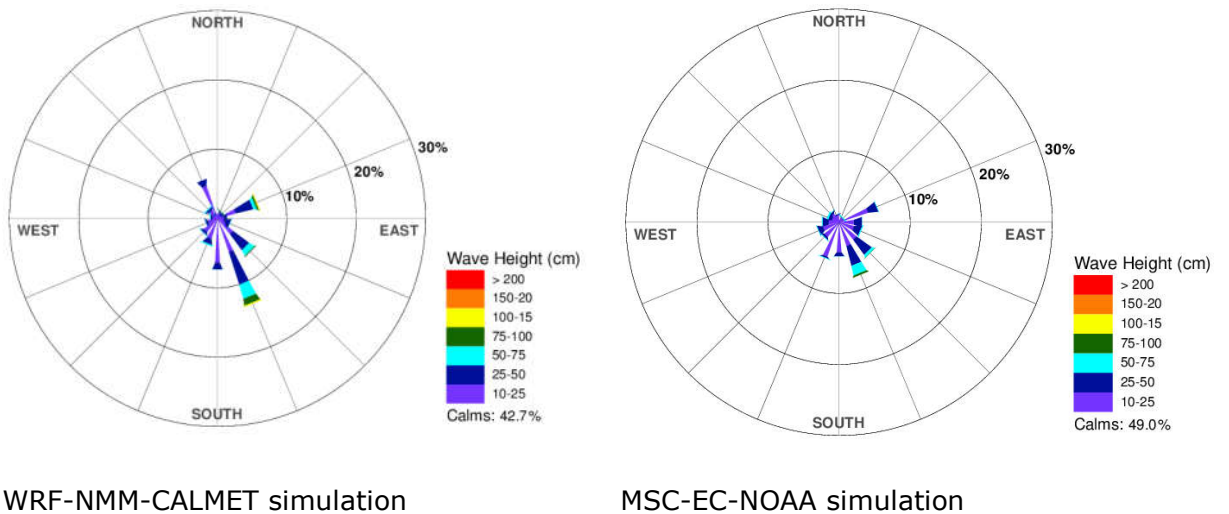 NORTH
30%
20%
10%
WEST
EAST
SOUTH
Wave Height (cm)
> 200
150-20
100-15
75-100
50-75
25-50
10-25
Calms: 42.7%
NORTH
30%
20%
10%
WEST
EAST
SOUTH
Wave Height (cm)
> 200
150-20
100-15
75-100
50-75
25-50
10-25
Calms: 49.0%
WRF-NMM-CALMET simulation
MSC-EC-NOAA simulation